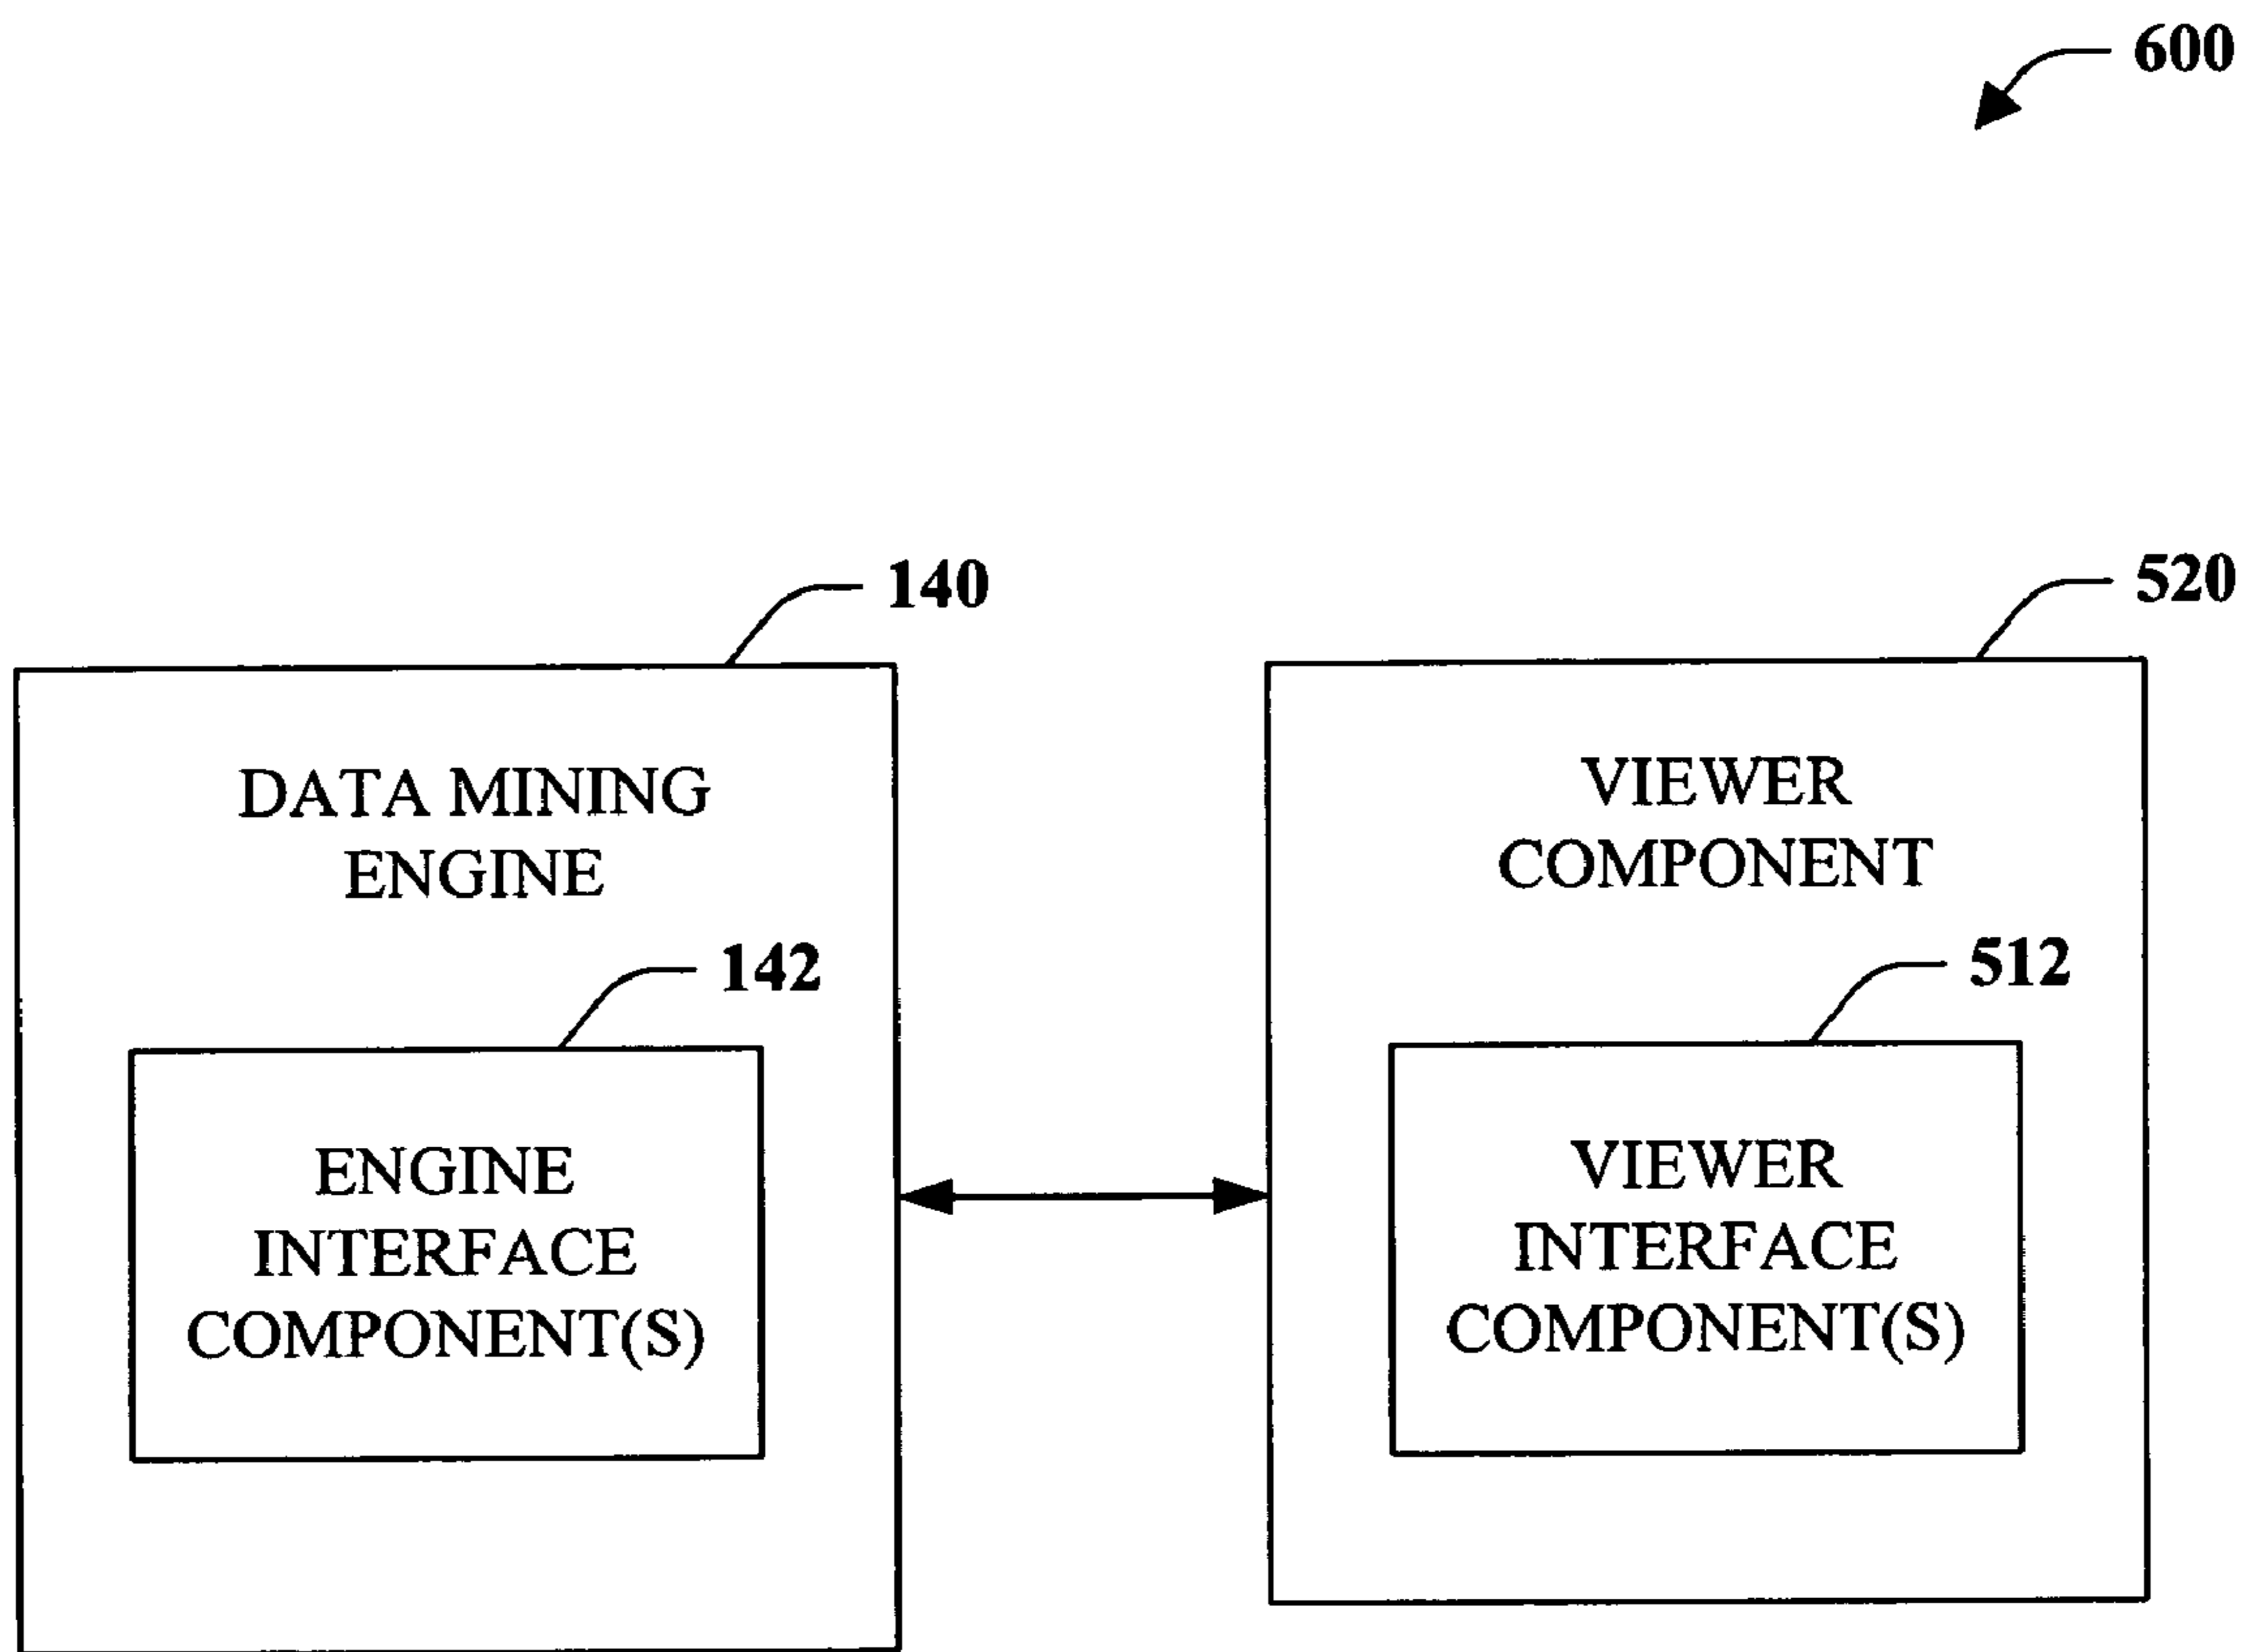 600
140
520
DATA MINING
ENGINE
VIEWER
COMPONENT
142
512
ENGINE
INTERFACE
COMPONENT(S)
VIEWER
INTERFACE
COMPONENT(S)